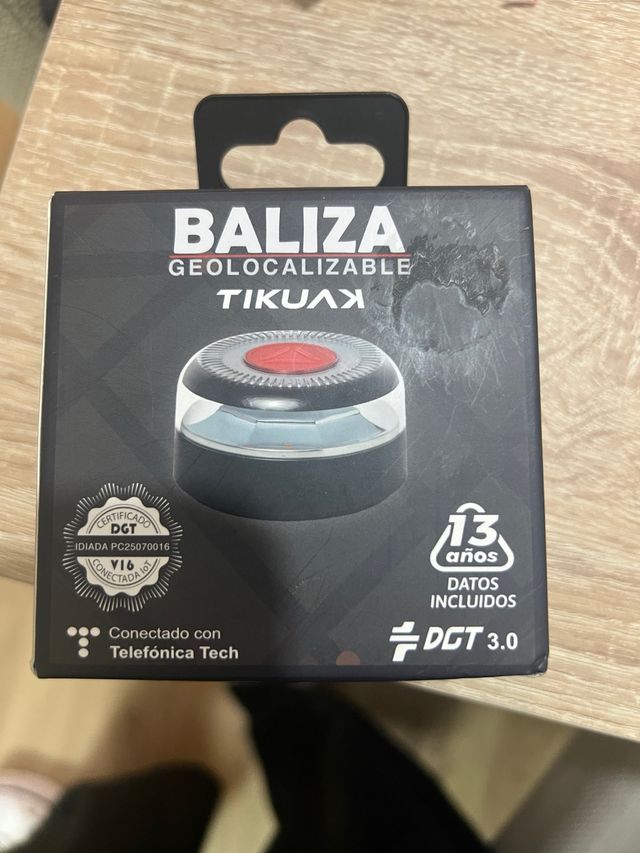 BALIZA
GEOLOCALIZABLE
TIKUAK
CERTIFICADO
DGT
IDIADA PC25070016
V16
CONECTADA IoT
13
años
DATOS
INCLUIDOS
Conectado con
Telefónica Tech
DGT 3.0